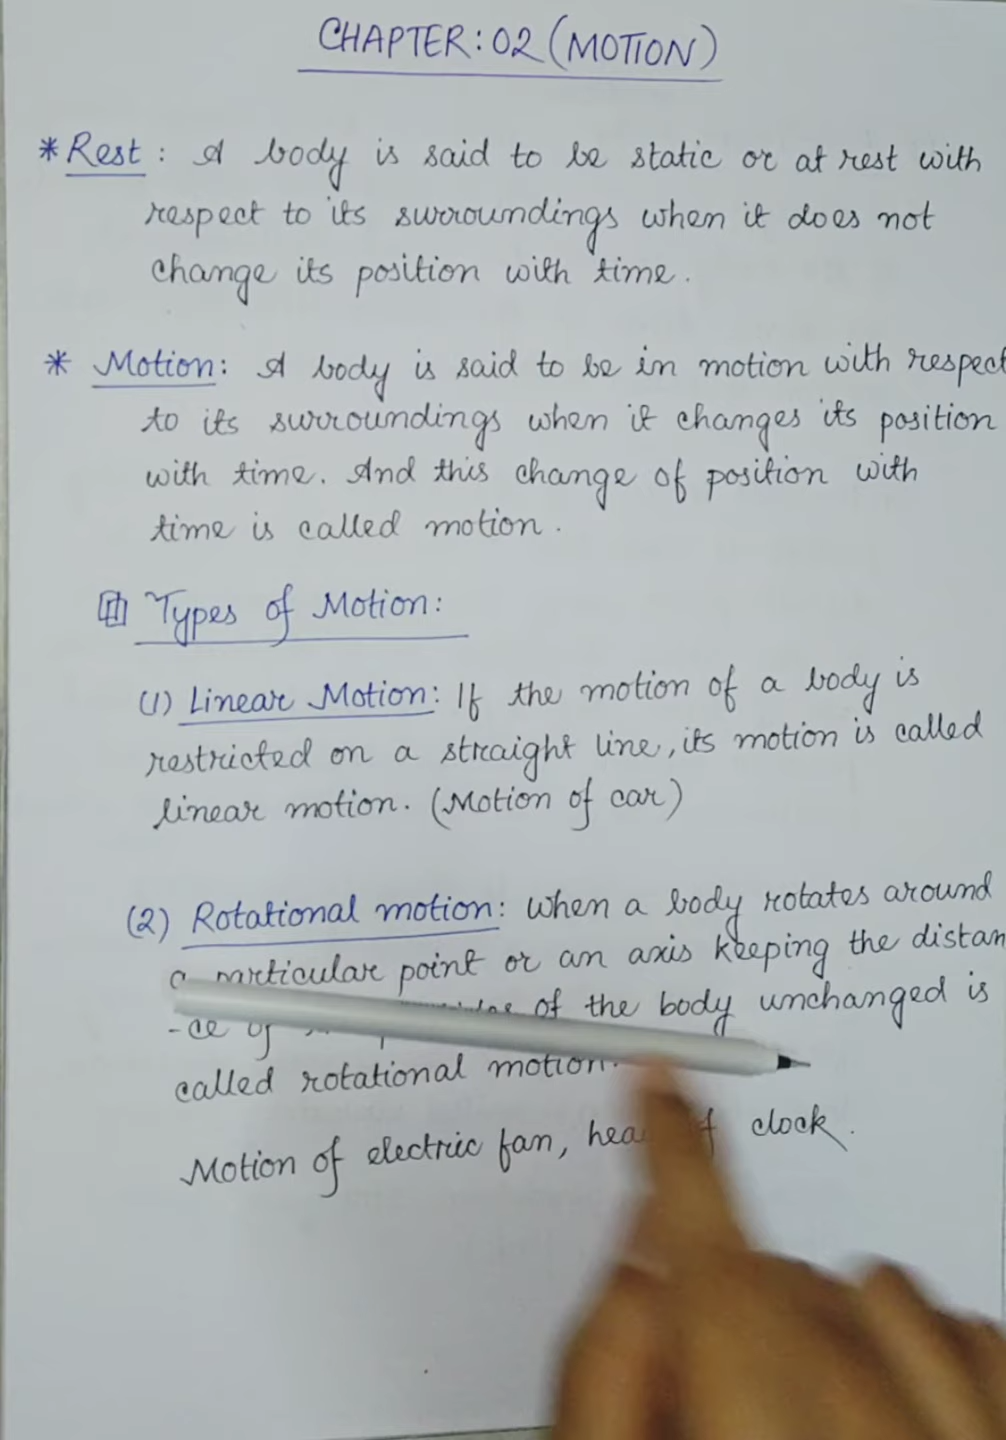 CHAPTER: 02 (MOTION)
* Rest : A body is said to be static or at rest with
respect to its surroundings when it does not
change its position with time.
* Motion: A body is said to be in motion with respect
to its surroundings when it changes its position
with time. And this change of position with
time is called motion.
Types of Motion:
(1) Linear Motion: If the motion of a body is
restricted on a straight line, its motion is called
linear motion. (Motion of car)
(2) Rotational motion: when a body rotates around
a particular point or an axis keeping the distan
-ce of of the body unchanged is
called rotational motion.
Motion of electric fan, of clock.